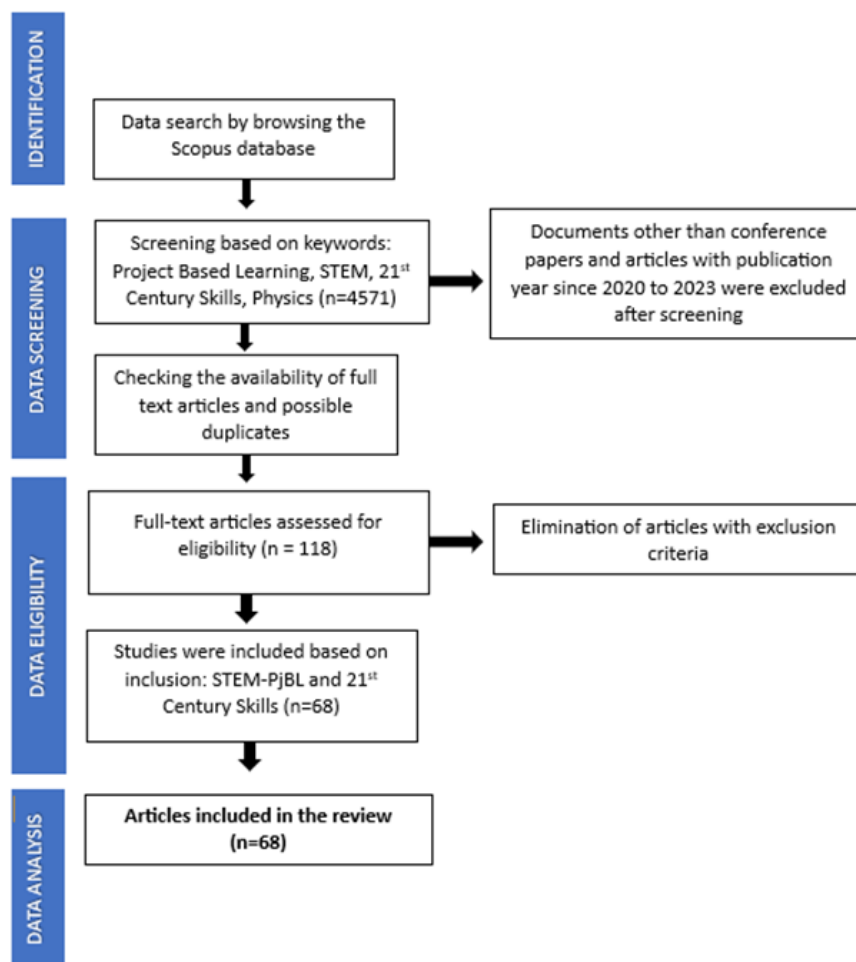 IDENTIFICATION
Data search by browsing the
Scopus database
DATA SCREENING
Screening based on keywords:
Project Based Learning, STEM, 21st
Century Skills, Physics (n=4571)
Documents other than conference
papers and articles with publication
year since 2020 to 2023 were excluded
after screening
Checking the availability of full
text articles and possible
duplicates
DATA ELIGIBILITY
Full-text articles assessed for
eligibility (n = 118)
Elimination of articles with exclusion
criteria
Studies were included based on
inclusion: STEM-PjBL and 21st
Century Skills (n=68)
DATA ANALYSIS
Articles included in the review
(n=68)